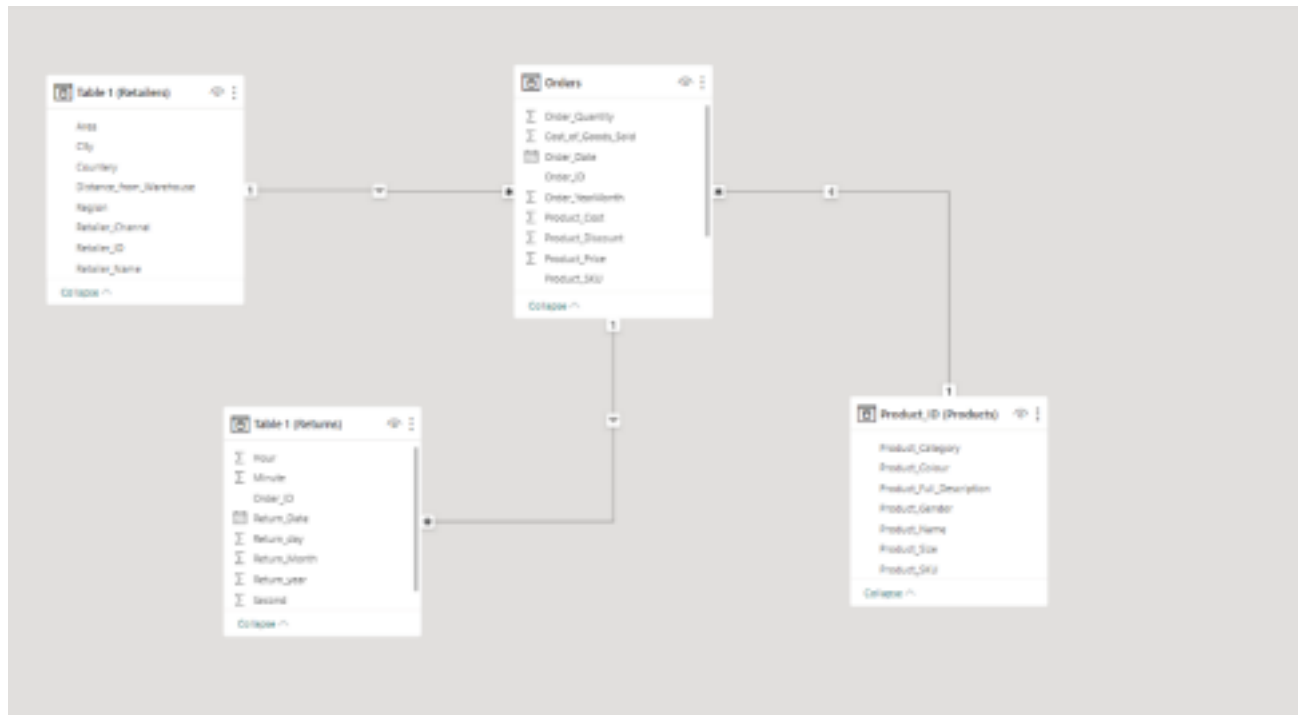 Table 1 (Retailers)
Area
City
Countery
Distance_from_Warehouse
Region
Retailer_Channel
Retailer_ID
Retailer_Name
Collapse
Orders
Order_Quantity
Cost_of_Goods_Sold
Order_Date
Order_ID
Order_YearMonth
Product_Cost
Product_Discount
Product_Price
Product_SKU
Collapse
1
*
*
1
1
*
1
Table 1 (Returns)
Hour
Minute
Order_ID
Return_Date
Return_day
Return_Month
Return_year
Second
Collapse
Product_ID (Products)
Product_Category
Product_Colour
Product_Full_Description
Product_Gender
Product_Name
Product_Size
Product_SKU
Collapse